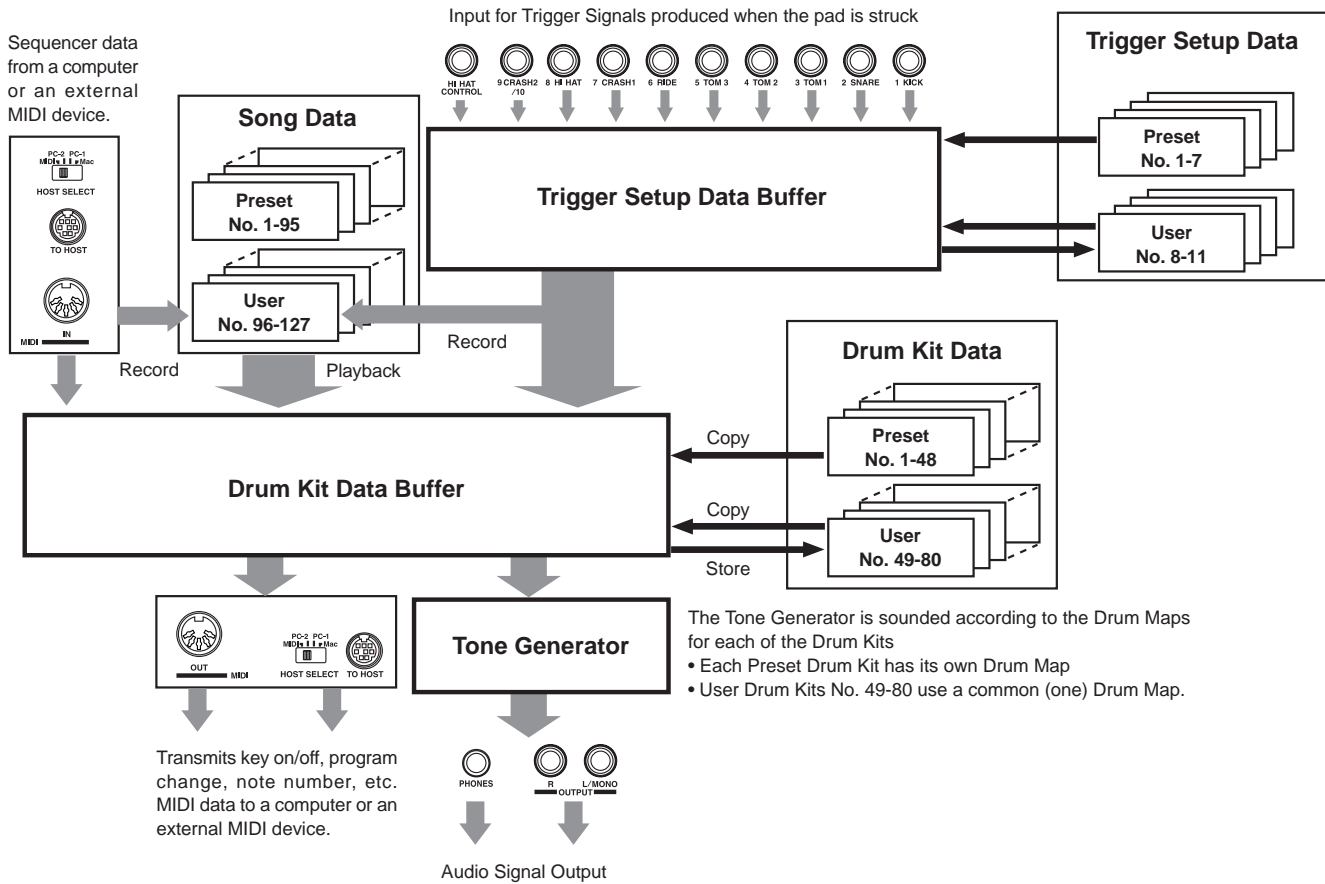 Input for Trigger Signals produced when the pad is struck
Sequencer data
from a computer
or an external
MIDI device.
HI HAT
CONTROL
9 CRASH2
/10
8 HI HAT
7 CRASH1
6 RIDE
5 TOM 3
4 TOM 2
3 TOM1
2 SNARE
1 KICK
Trigger Setup Data
Preset
No. 1-7
User
No. 8-11
Song Data
Preset
No. 1-95
User
No. 96-127
PC-2 PC-1
MIDI Mac
HOST SELECT
TO HOST
IN
MIDI
Trigger Setup Data Buffer
Record
Playback
Record
Drum Kit Data
Preset
No. 1-48
User
No. 49-80
Copy
Copy
Store
Drum Kit Data Buffer
OUT
MIDI
PC-2 PC-1
MIDI Mac
HOST SELECT
TO HOST
Tone Generator
The Tone Generator is sounded according to the Drum Maps
for each of the Drum Kits
• Each Preset Drum Kit has its own Drum Map
• User Drum Kits No. 49-80 use a common (one) Drum Map.
Transmits key on/off, program
change, note number, etc.
MIDI data to a computer or an
external MIDI device.
PHONES
R
L/MONO
OUTPUT
Audio Signal Output